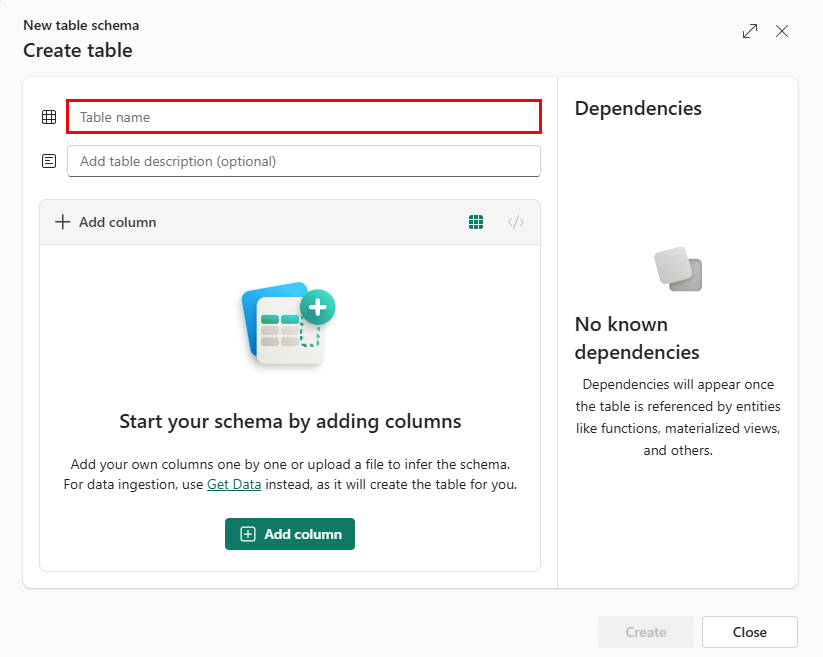 New table schema
Create table
Table name
Add table description (optional)
Add column
Start your schema by adding columns
Add your own columns one by one or upload a file to infer the schema.
For data ingestion, use Get Data instead, as it will create the table for you.
Add column
Dependencies
No known
dependencies
Dependencies will appear once
the table is referenced by entities
like functions, materialized views,
and others.
Create
Close